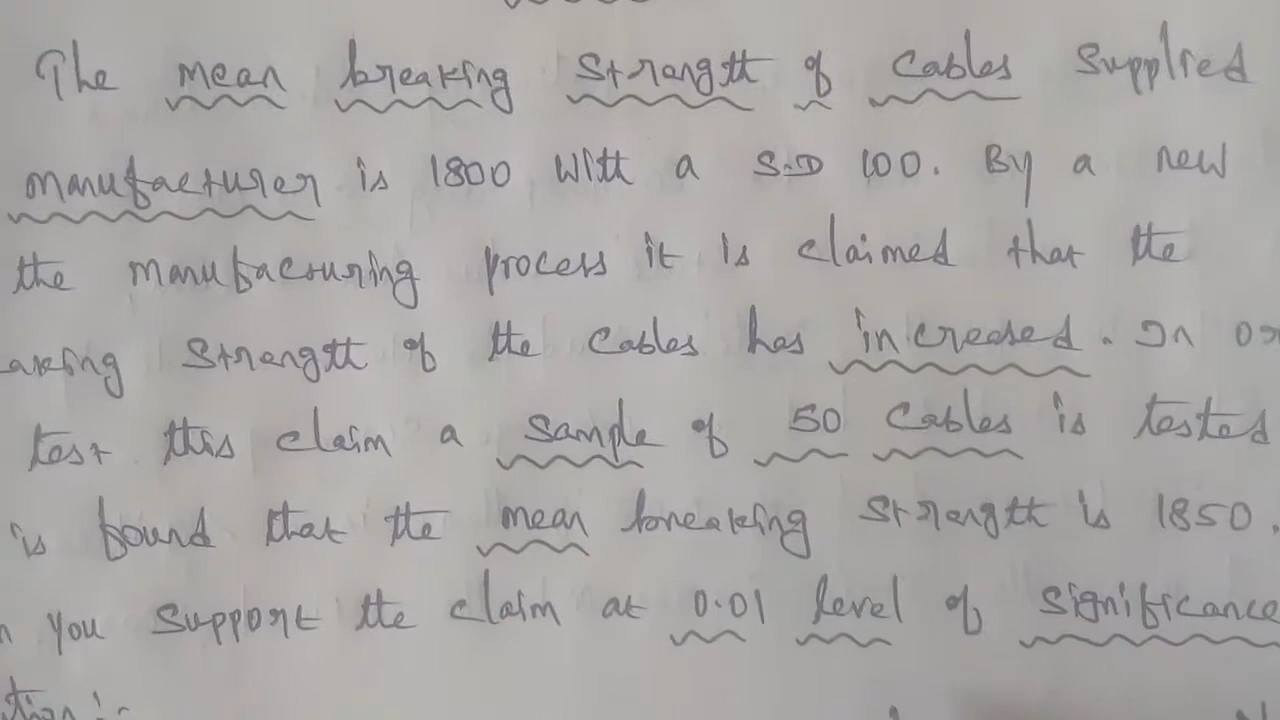 The mean breaking Strength of Cables Supplied
manufacturer is 1800 with a S.D 100. By a new
the manufacturing process it is claimed that the
Strength of the Cables has increased. In
test this claim a sample of 50 Cables is tested
is found that the mean breaking Strength is 1850.
you Support the claim at 0.01 level of Significance